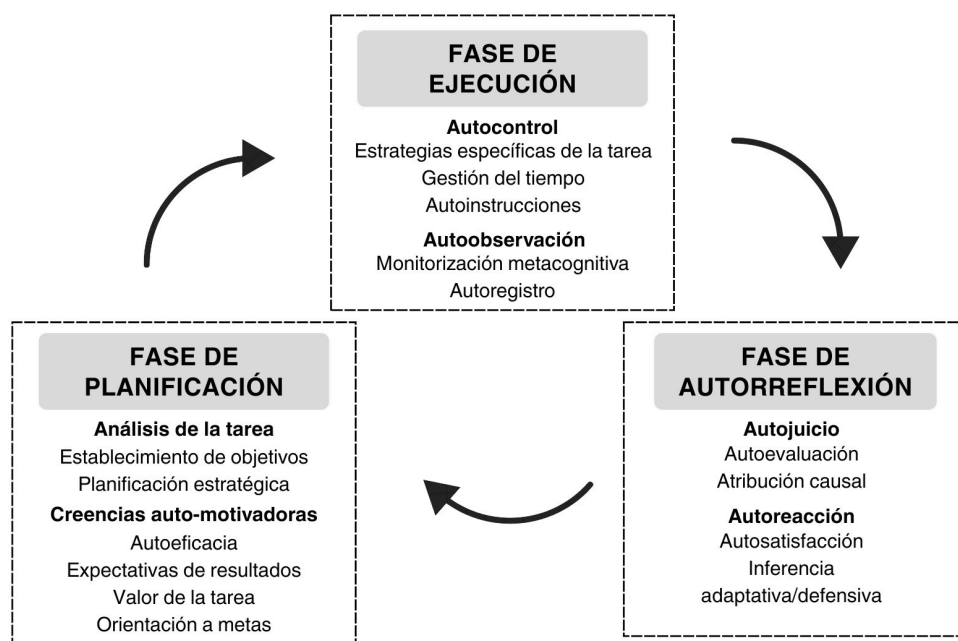 FASE DE
EJECUCIÓN
Autocontrol
Estrategias específicas de la tarea
Gestión del tiempo
Autoinstrucciones
Autoobservación
Monitorización metacognitiva
Autoregistro
FASE DE
PLANIFICACIÓN
Análisis de la tarea
Establecimiento de objetivos
Planificación estratégica
Creencias auto-motivadoras
Autoeficacia
Expectativas de resultados
Valor de la tarea
Orientación a metas
FASE DE
AUTORREFLEXIÓN
Autojuicio
Autoevaluación
Atribución causal
Autoreacción
Autosatisfacción
Inferencia
adaptativa/defensiva